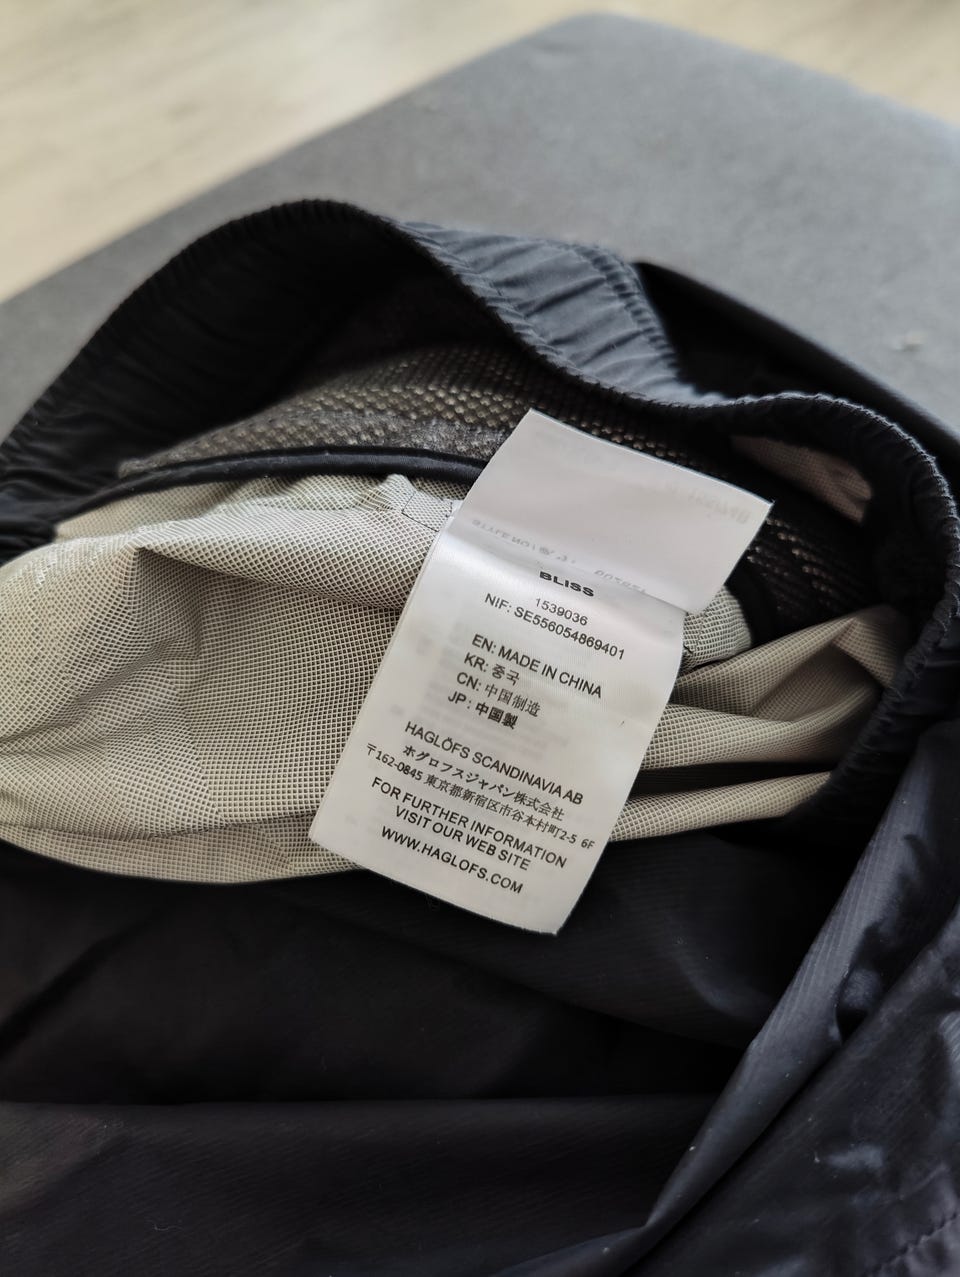 BLISS
1539036
NIF: SE556054869401
EN: MADE IN CHINA
KR: 중국
CN: 中国制造
JP: 中国製
HAGLÖFS SCANDINAVIA AB
ホグロフスジャパン株式会社
〒162-0845 東京都新宿区市谷本村町2-5 6F
FOR FURTHER INFORMATION
VISIT OUR WEB SITE
WWW.HAGLOFS.COM